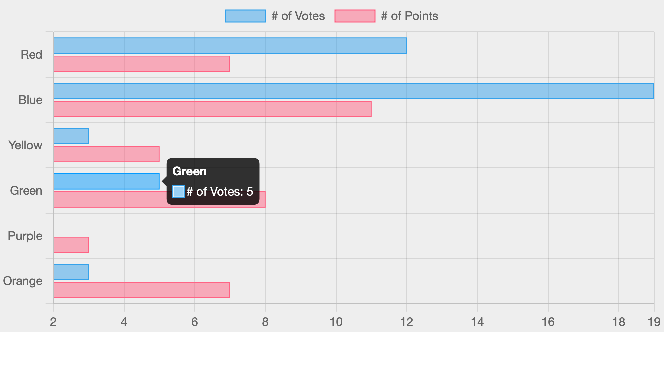 # of Votes # of Points
Red
Blue
Yellow
Green
Green
# of Votes: 5
Purple
Orange
2 4 6 8 10 12 14 16 18 19